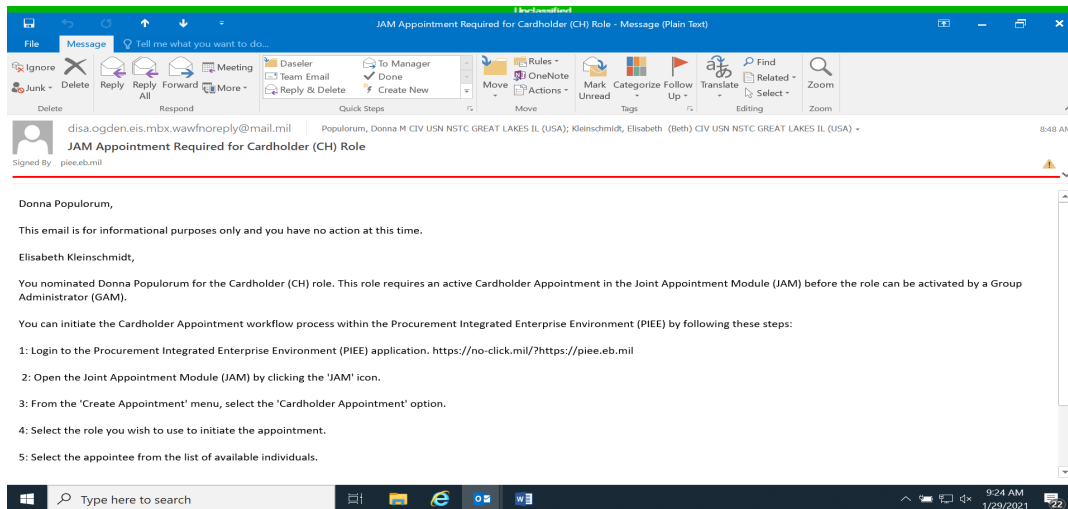 Unclassified
JAM Appointment Required for Cardholder (CH) Role - Message (Plain Text)
File Message Tell me what you want to do...
Ignore
Junk
Delete
Reply
Reply All
Forward
Meeting
More
Daseler
Team Email
Reply & Delete
To Manager
Done
Create New
Move
Rules
OneNote
Actions
Mark Unread
Categorize
Follow Up
Translate
Find
Related
Select
Zoom
Delete Respond Quick Steps Move Tags Editing Zoom
disa.ogden.eis.mbx.wawfnoreply@mail.mil Populorum, Donna M CIV USN NSTC GREAT LAKES IL (USA); Kleinschmidt, Elisabeth (Beth) CIV USN NSTC GREAT LAKES IL (USA) 8:48 AM
JAM Appointment Required for Cardholder (CH) Role
Signed By piee.eb.mil
Donna Populorum,
This email is for informational purposes only and you have no action at this time.
Elisabeth Kleinschmidt,
You nominated Donna Populorum for the Cardholder (CH) role. This role requires an active Cardholder Appointment in the Joint Appointment Module (JAM) before the role can be activated by a Group
Administrator (GAM).
You can initiate the Cardholder Appointment workflow process within the Procurement Integrated Enterprise Environment (PIEE) by following these steps:
1: Login to the Procurement Integrated Enterprise Environment (PIEE) application. https://no-click.mil/?https://piee.eb.mil
2: Open the Joint Appointment Module (JAM) by clicking the 'JAM' icon.
3: From the 'Create Appointment' menu, select the 'Cardholder Appointment' option.
4: Select the role you wish to use to initiate the appointment.
5: Select the appointee from the list of available individuals.
Type here to search
9:24 AM
1/29/2021
22